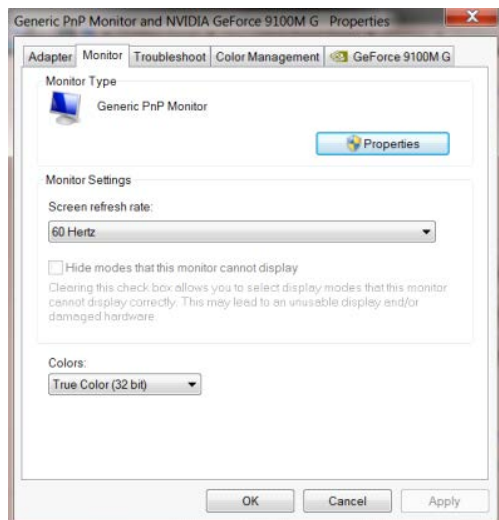 Generic PnP Monitor and NVIDIA GeForce 9100M G Properties
Adapter Monitor Troubleshoot Color Management GeForce 9100M G
Monitor Type
Generic PnP Monitor
Properties
Monitor Settings
Screen refresh rate:
60 Hertz
Hide modes that this monitor cannot display
Clearing this check box allows you to select display modes that this monitor
cannot display correctly. This may lead to an unusable display and/or
damaged hardware.
Colors:
True Color (32 bit)
OK Cancel Apply